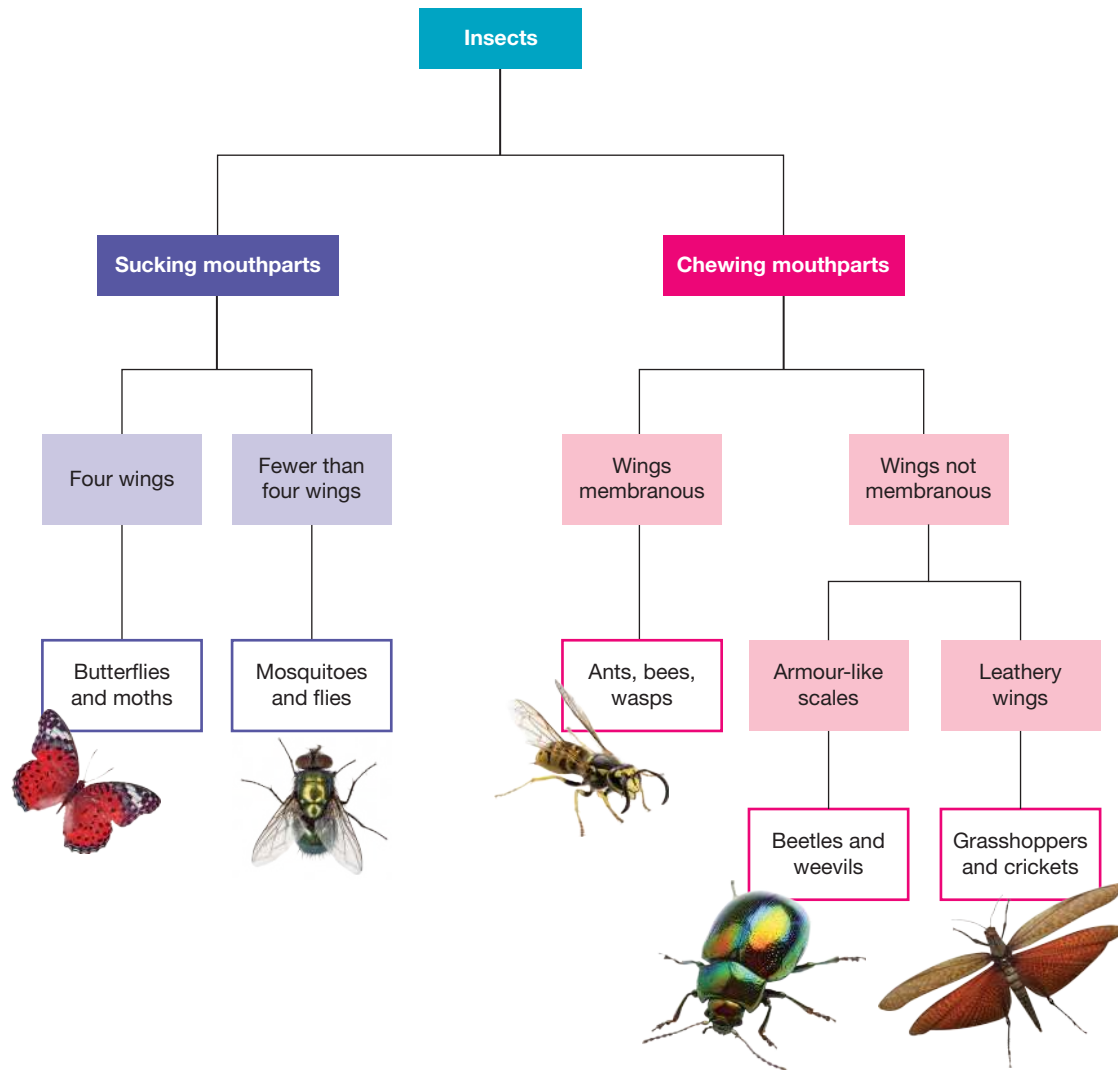 Insects
Sucking mouthparts
Chewing mouthparts
Four wings
Fewer than
four wings
Wings
membranous
Wings not
membranous
Butterflies
and moths
Mosquitoes
and flies
Ants, bees,
wasps
Armour-like
scales
Leathery
wings
Beetles and
weevils
Grasshoppers
and crickets